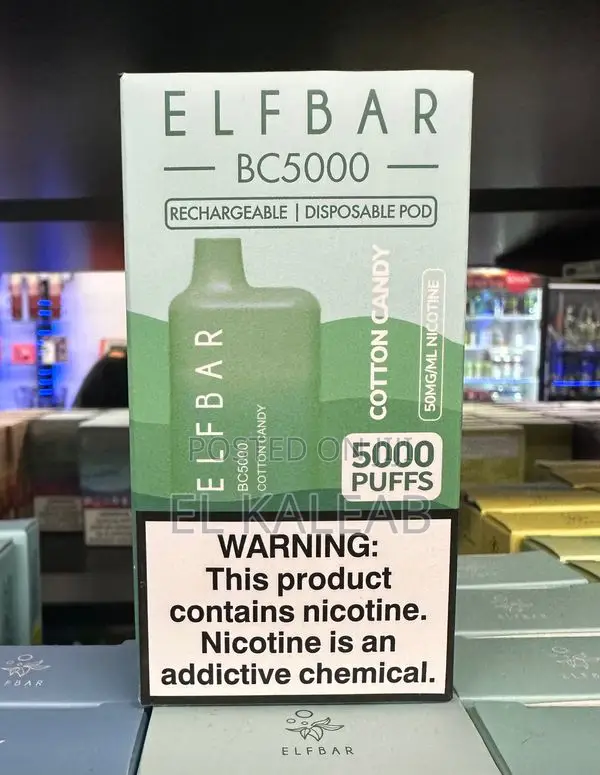 ELFBAR
BC5000
RECHARGEABLE | DISPOSABLE POD
ELFBAR
BC5000
COTTON CANDY
COTTON CANDY
50MG/ML NICOTINE
5000
PUFFS
POSTED ON JIJI
EL KALEAB
WARNING:
This product
contains nicotine.
Nicotine is an
addictive chemical.
ELFBAR
ELFBAR
ELFBAR